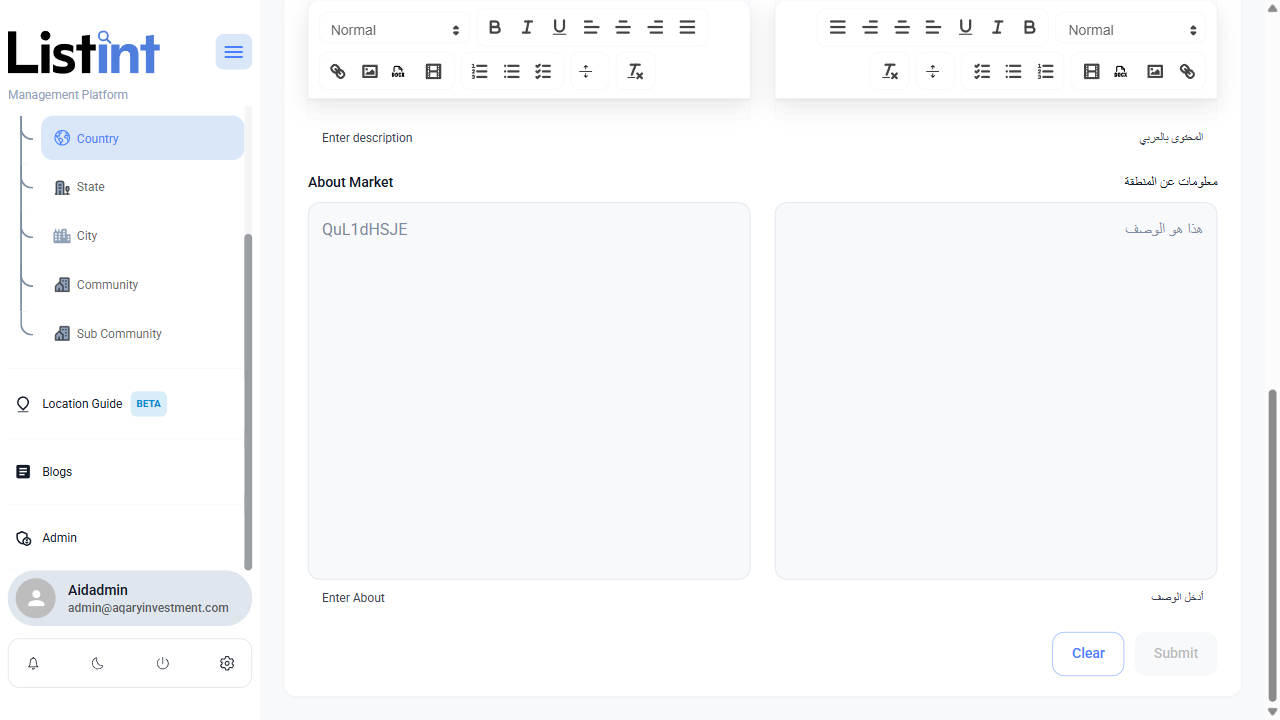 Listint
Management Platform
Country
State
City
Community
Sub Community
Location Guide BETA
Blogs
Admin
Aidadmin
admin@aqaryinvestment.com
Normal
Normal
DOCX
DOCX
Enter description
المحتوى بالعربي
About Market
معلومات عن المنطقة
QuL1dHSJE
هذا هو الوصف
Enter About
أدخل الوصف
Clear
Submit